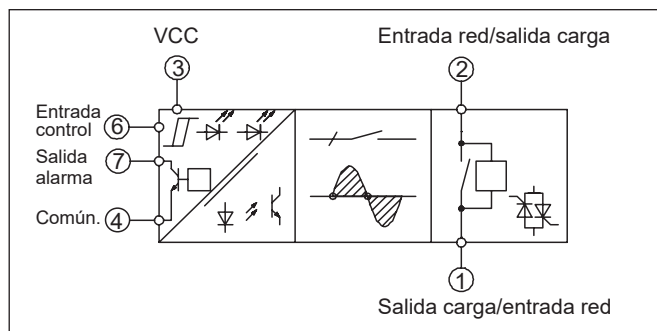 VCC
Entrada red/salida carga
3
2
Entrada
control
6
Salida
alarma
7
Común.
4
1
Salida carga/entrada red